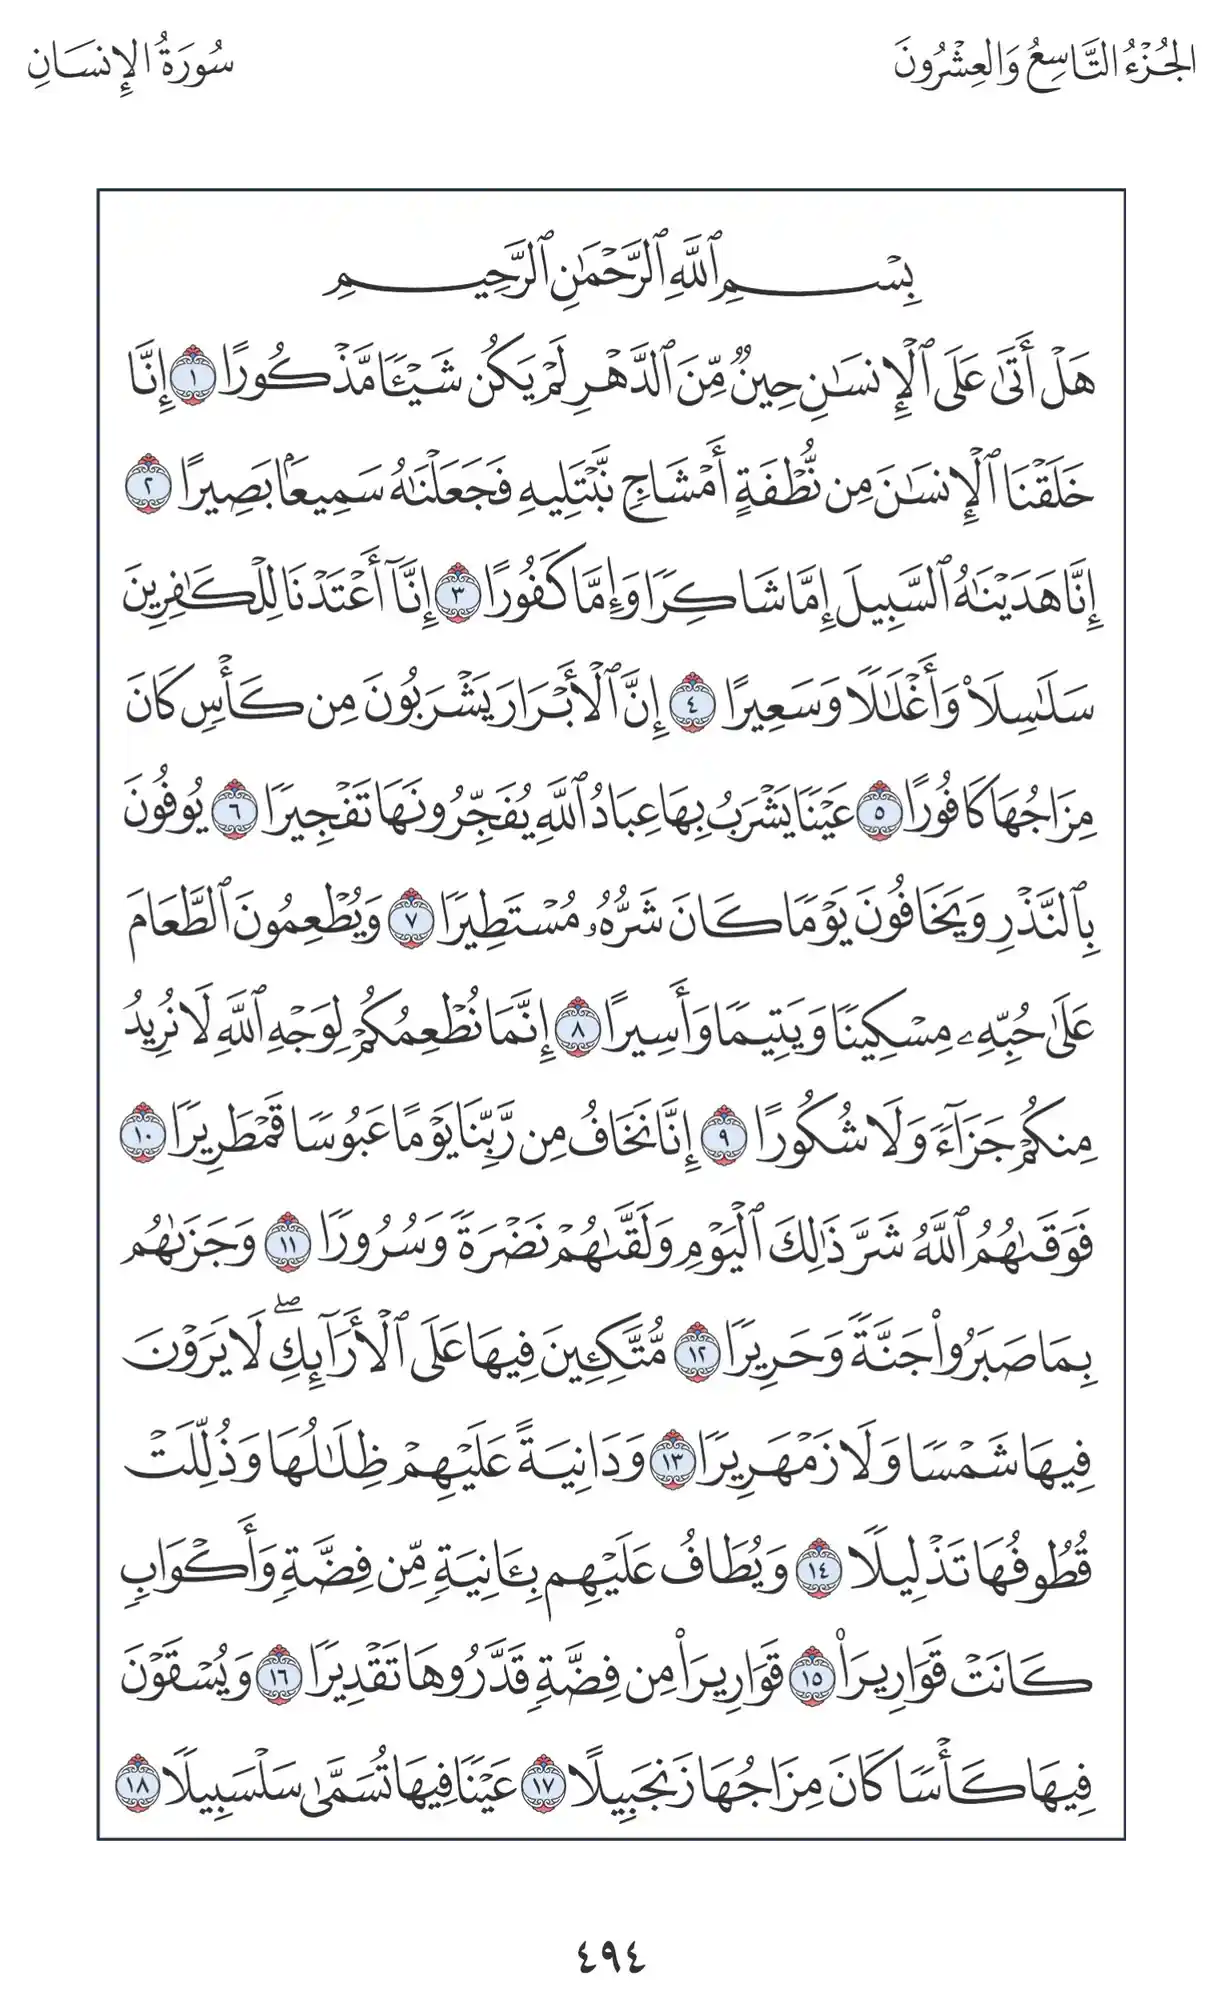 الجُزْءُ التَّاسِعُ وَالعِشْرُونَ
سُورَةُ الإِنسَانِ
بِسْمِ ٱللَّهِ ٱلرَّحْمَٰنِ ٱلرَّحِيمِ
هَلْ أَتَىٰ عَلَى ٱلْإِنسَٰنِ حِينٌ مِّنَ ٱلدَّهْرِ لَمْ يَكُن شَيْـًٔا مَّذْكُورًا ١ إِنَّا
خَلَقْنَا ٱلْإِنسَٰنَ مِن نُّطْفَةٍ أَمْشَاجٍ نَّبْتَلِيهِ فَجَعَلْنَٰهُ سَمِيعًۢا بَصِيرًا ٢
إِنَّا هَدَيْنَٰهُ ٱلسَّبِيلَ إِمَّا شَاكِرًا وَإِمَّا كَفُورًا ٣ إِنَّآ أَعْتَدْنَا لِلْكَٰفِرِينَ
سَلَٰسِلَا۟ وَأَغْلَٰلًا وَسَعِيرًا ٤ إِنَّ ٱلْأَبْرَارَ يَشْرَبُونَ مِن كَأْسٍ كَانَ
مِزَاجُهَا كَافُورًا ٥ عَيْنًا يَشْرَبُ بِهَا عِبَادُ ٱللَّهِ يُفَجِّرُونَهَا تَفْجِيرًا ٦ يُوفُونَ
بِٱلنَّذْرِ وَيَخَافُونَ يَوْمًا كَانَ شَرُّهُۥ مُسْتَطِيرًا ٧ وَيُطْعِمُونَ ٱلطَّعَامَ
عَلَىٰ حُبِّهِۦ مِسْكِينًا وَيَتِيمًا وَأَسِيرًا ٨ إِنَّمَا نُطْعِمُكُمْ لِوَجْهِ ٱللَّهِ لَا نُرِيدُ
مِنكُمْ جَزَآءً وَلَا شُكُورًا ٩ إِنَّا نَخَافُ مِن رَّبِّنَا يَوْمًا عَبُوسًا قَمْطَرِيرًا ١٠
فَوَقَىٰهُمُ ٱللَّهُ شَرَّ ذَٰلِكَ ٱلْيَوْمِ وَلَقَّىٰهُمْ نَضْرَةً وَسُرُورًا ١١ وَجَزَىٰهُم
بِمَا صَبَرُوا۟ جَنَّةً وَحَرِيرًا ١٢ مُّتَّكِـِٔينَ فِيهَا عَلَى ٱلْأَرَآئِكِ ۖ لَا يَرَوْنَ
فِيهَا شَمْسًا وَلَا زَمْهَرِيرًا ١٣ وَدَانِيَةً عَلَيْهِمْ ظِلَٰلُهَا وَذُلِّلَتْ
قُطُوفُهَا تَذْلِيلًا ١٤ وَيُطَافُ عَلَيْهِم بِـَٔانِيَةٍ مِّن فِضَّةٍ وَأَكْوَابٍ
كَانَتْ قَوَارِيرَا۠ ١٥ قَوَارِيرَا۟ مِن فِضَّةٍ قَدَّرُوهَا تَقْدِيرًا ١٦ وَيُسْقَوْنَ
فِيهَا كَأْسًا كَانَ مِزَاجُهَا زَنجَبِيلًا ١٧ عَيْنًا فِيهَا تُسَمَّىٰ سَلْسَبِيلًا ١٨
٤٩٤